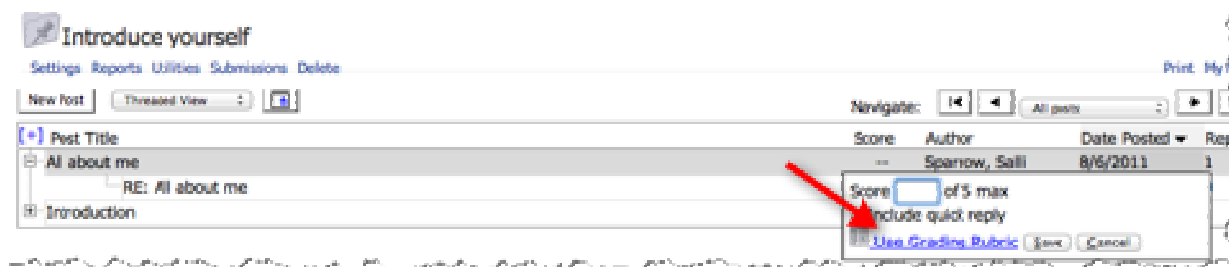 Introduce yourself
Settings Reports Utilities Submissions Delete
Print My
New Post Threaded View
Navigate: All posts
[+] Post Title Score Author Date Posted Rep
All about me -- Sparrow, Salli 8/6/2011 1
RE: All about me
Score of 5 max
Introduction
Include quick reply
Use Grading Rubric Save Cancel